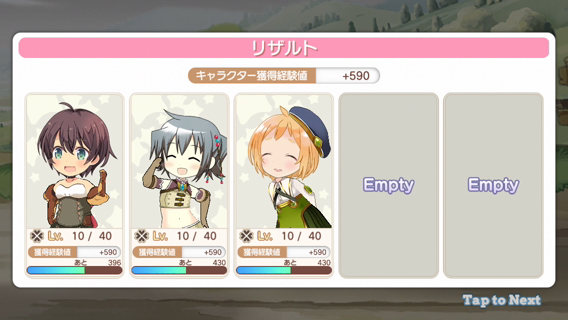 リザルト
キャラクター獲得経験値 +590
Lv. 10 / 40
獲得経験値 +590
あと 396
Lv. 10 / 40
獲得経験値 +590
あと 430
Lv. 10 / 40
獲得経験値 +590
あと 430
Empty
Empty
Tap to Next